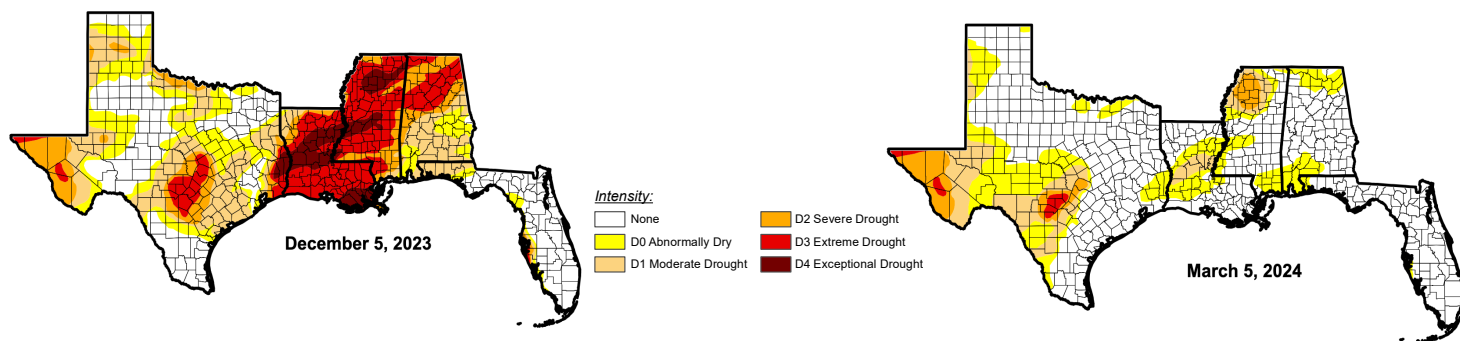 December 5, 2023
Intensity:
None
D0 Abnormally Dry
D1 Moderate Drought
D2 Severe Drought
D3 Extreme Drought
D4 Exceptional Drought
March 5, 2024